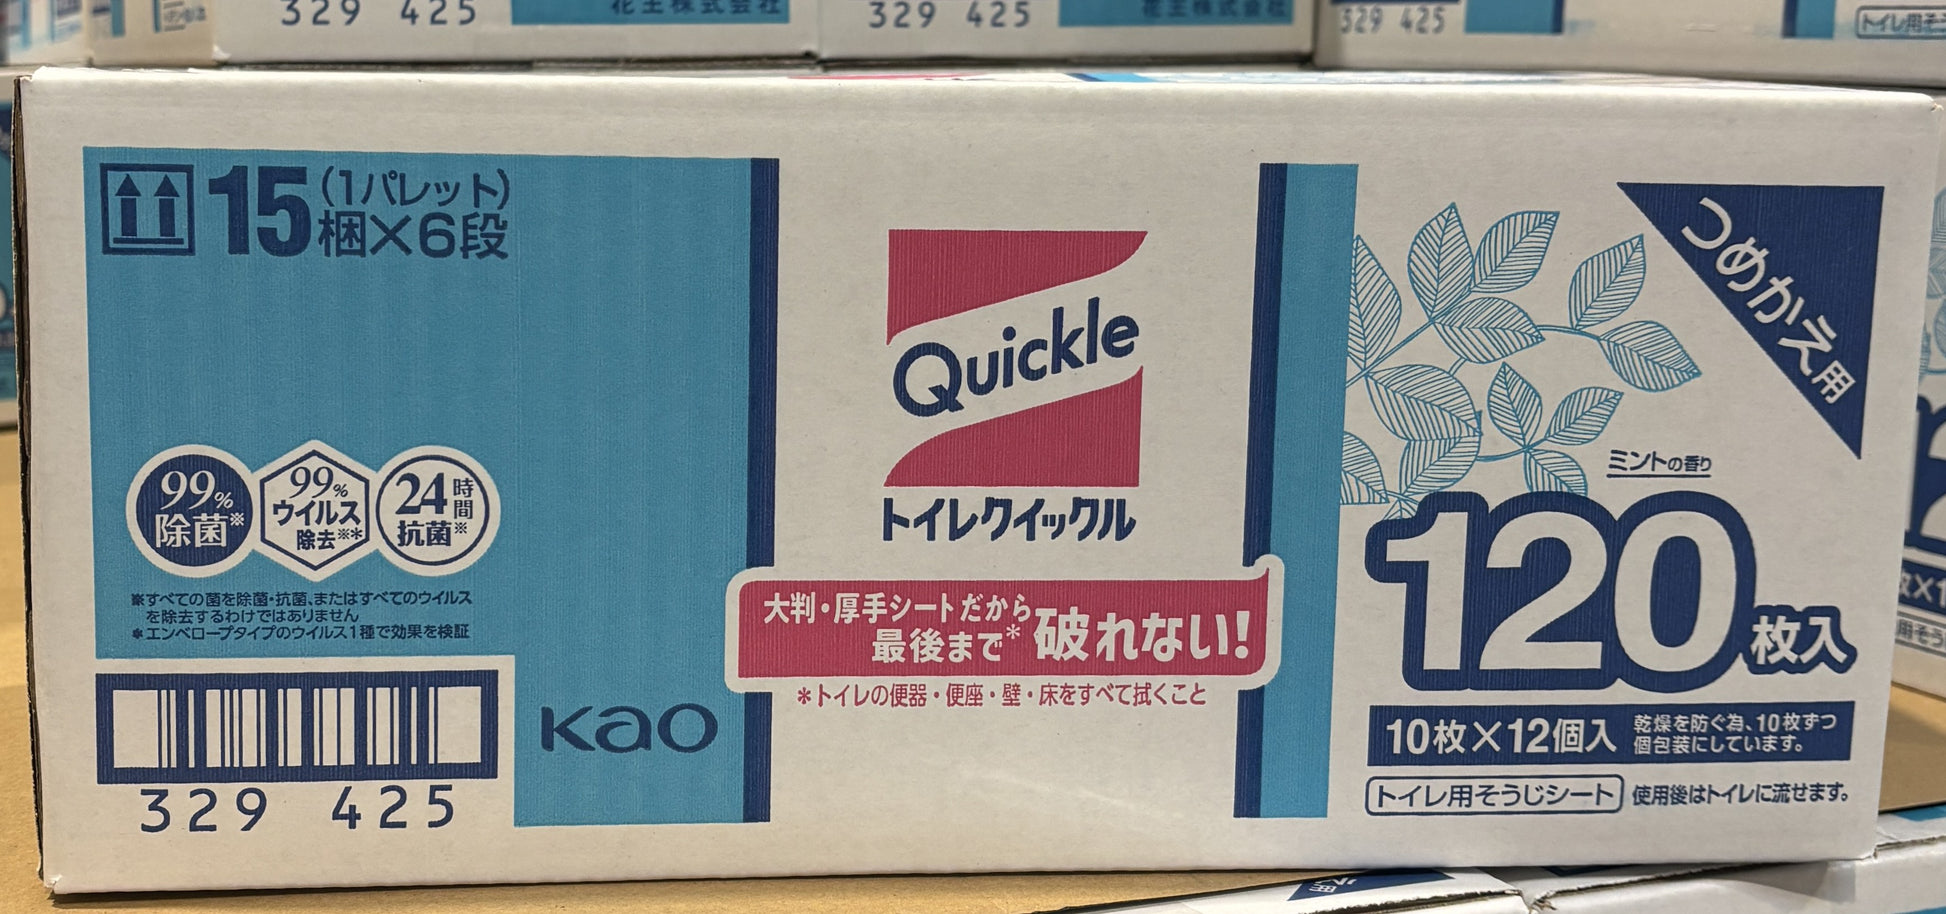 329 425
花王株式会社
329 425
花王株式会社
329 425
15 (1パレット)
梱×6段
Quickle
トイレクイックル
つめかえ用
ミントの香り
120枚入
10枚×12個入
乾燥を防ぐ為、10枚ずつ
個包装にしています。
トイレ用そうじシート
使用後はトイレに流せます。
99%
除菌※
99%
ウイルス
除去※*
24時間
抗菌※
※すべての菌を除菌・抗菌、またはすべてのウイルス
を除去するわけではありません
*エンベロープタイプのウイルス1種で効果を検証
大判・厚手シートだから
最後まで*破れない!
*トイレの便器・便座・壁・床をすべて拭くこと
Kao
329 425